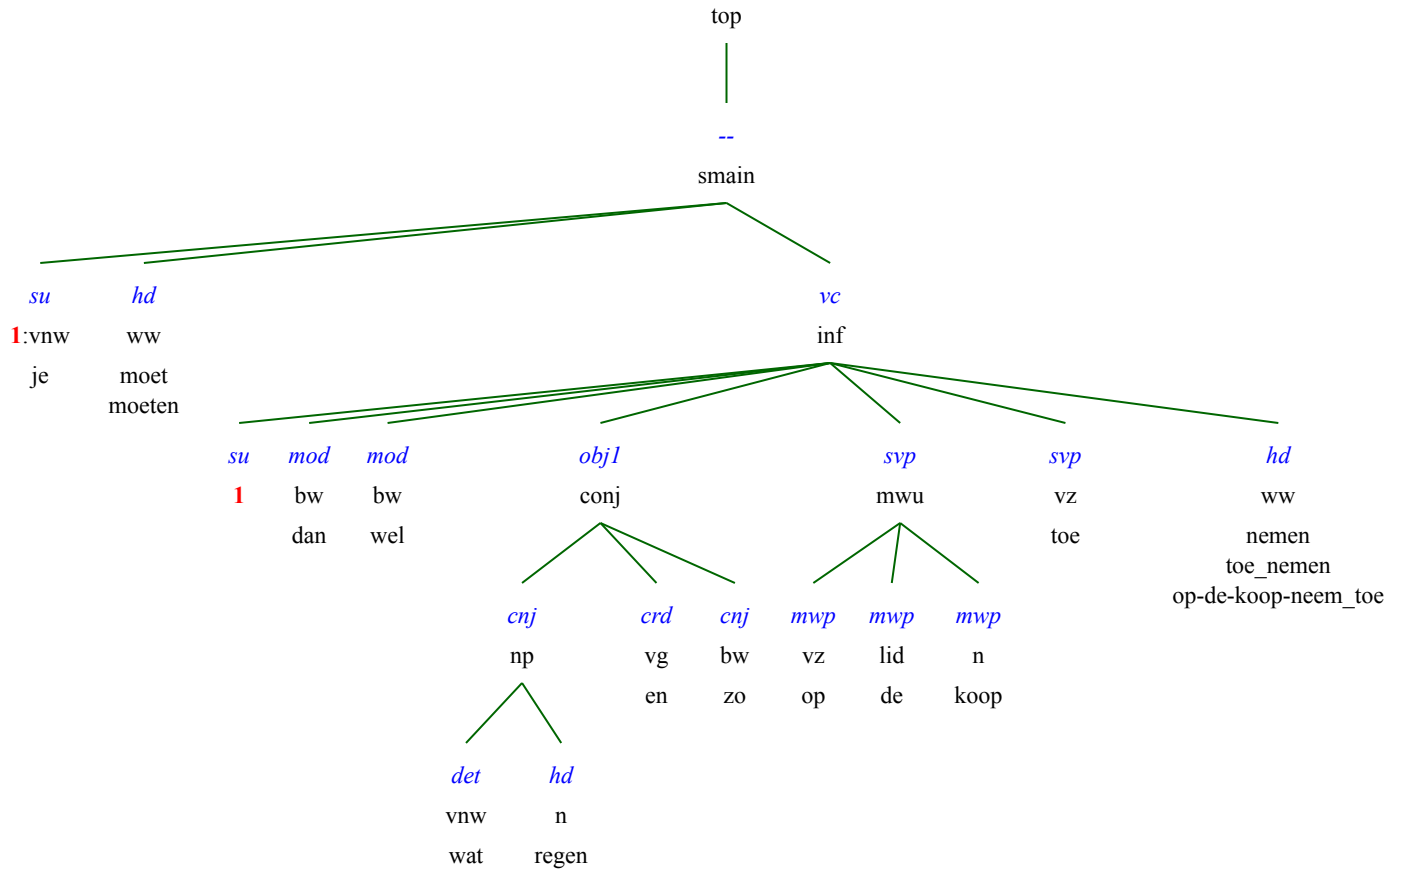 top
--
smain
su hd vc
1:vnw ww inf
je moet
moeten
su mod mod obj1 svp svp hd
1 bw bw conj mwu vz ww
dan wel toe nemen
toe_nemen
op-de-koop-neem_toe
cnj crd cnj mwp mwp mwp
np vg bw vz lid n
en zo op de koop
det hd
vnw n
wat regen